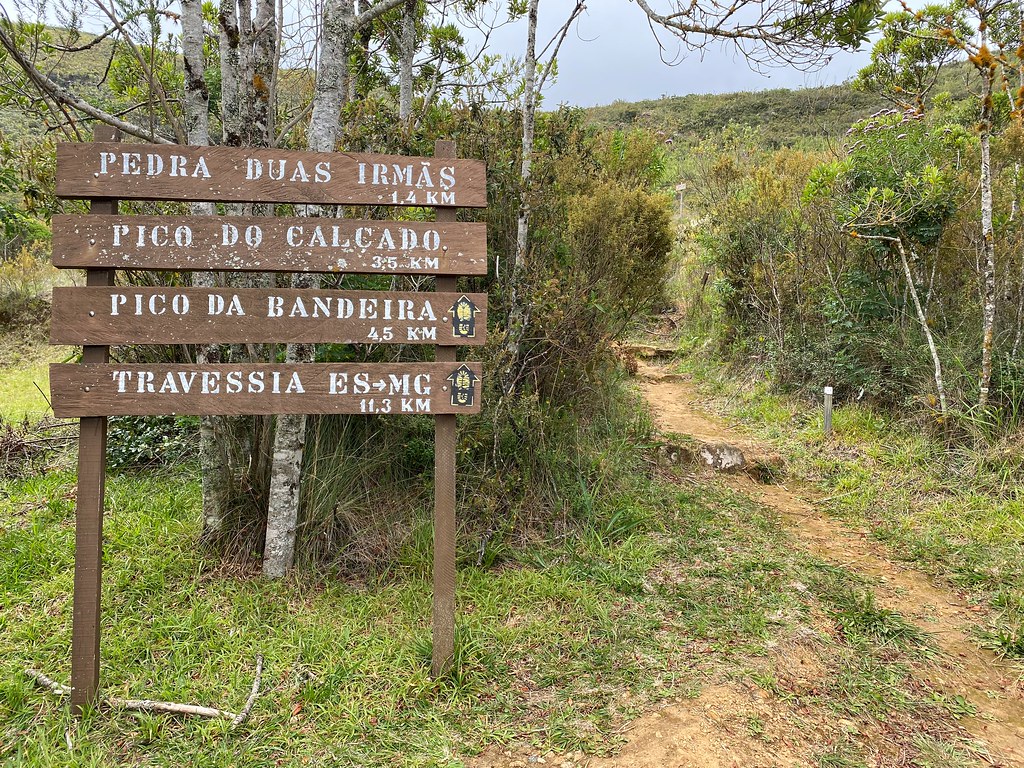 PEDRA DUAS IRMÃS
1,4 KM
PICO DO CALCADO
3,5 KM
PICO DA BANDEIRA
4,5 KM
TRAVESSIA ES→MG
11,3 KM